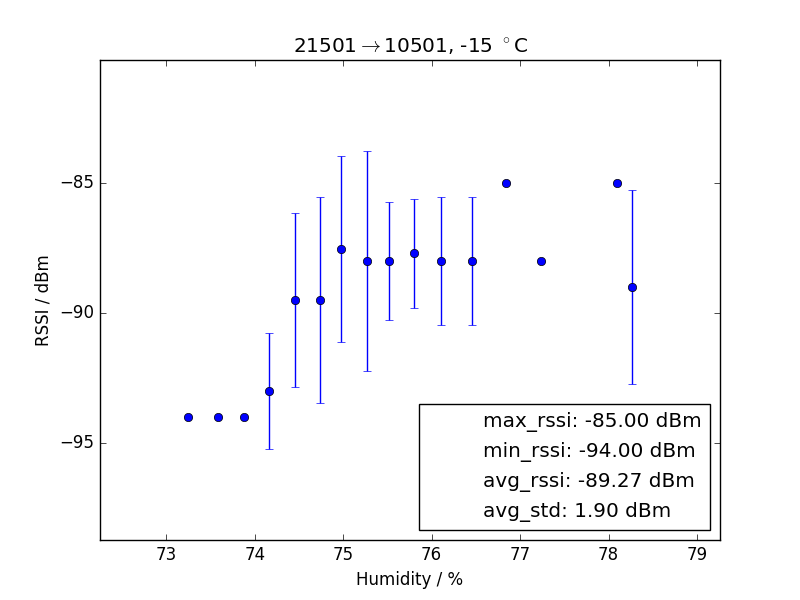 21501→10501, -15 °C
−85
−90
−95
RSSI / dBm
max_rssi: -85.00 dBm
min_rssi: -94.00 dBm
avg_rssi: -89.27 dBm
avg_std: 1.90 dBm
73 74 75 76 77 78 79
Humidity / %